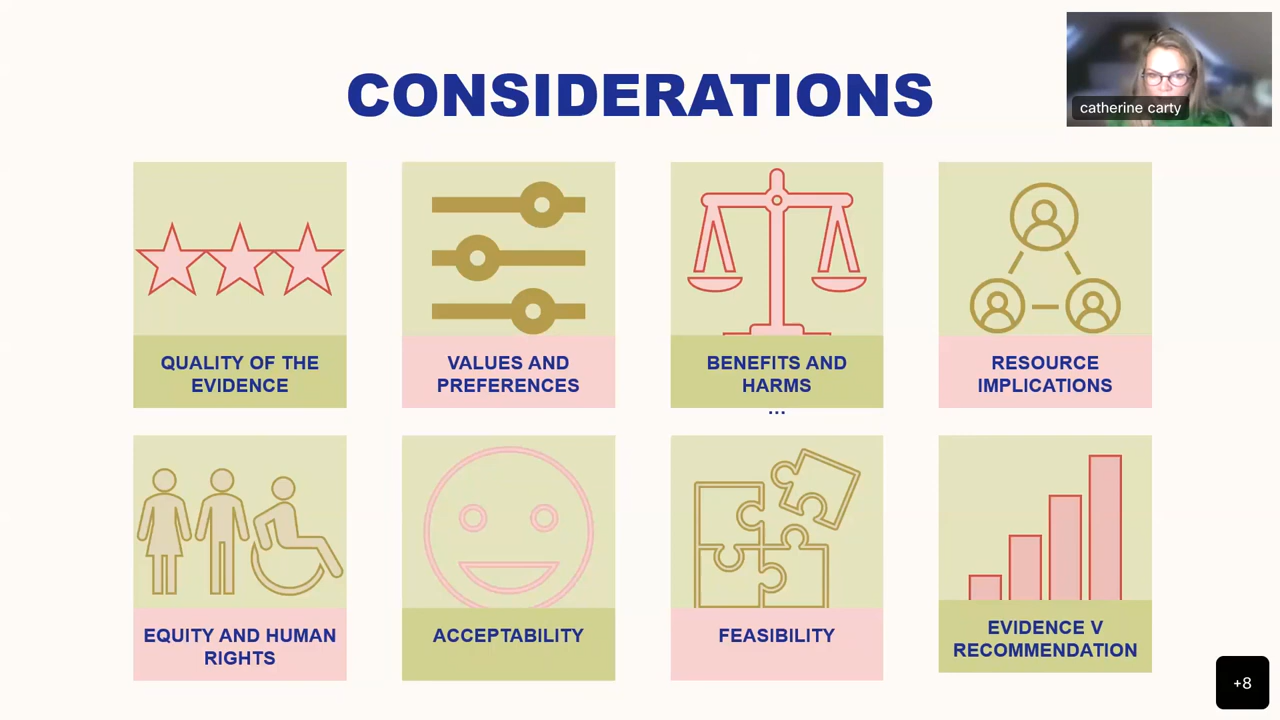 CONSIDERATIONS
catherine carty
QUALITY OF THE
EVIDENCE
VALUES AND
PREFERENCES
BENEFITS AND
HARMS
...
RESOURCE
IMPLICATIONS
EQUITY AND HUMAN
RIGHTS
ACCEPTABILITY
FEASIBILITY
EVIDENCE V
RECOMMENDATION
+8